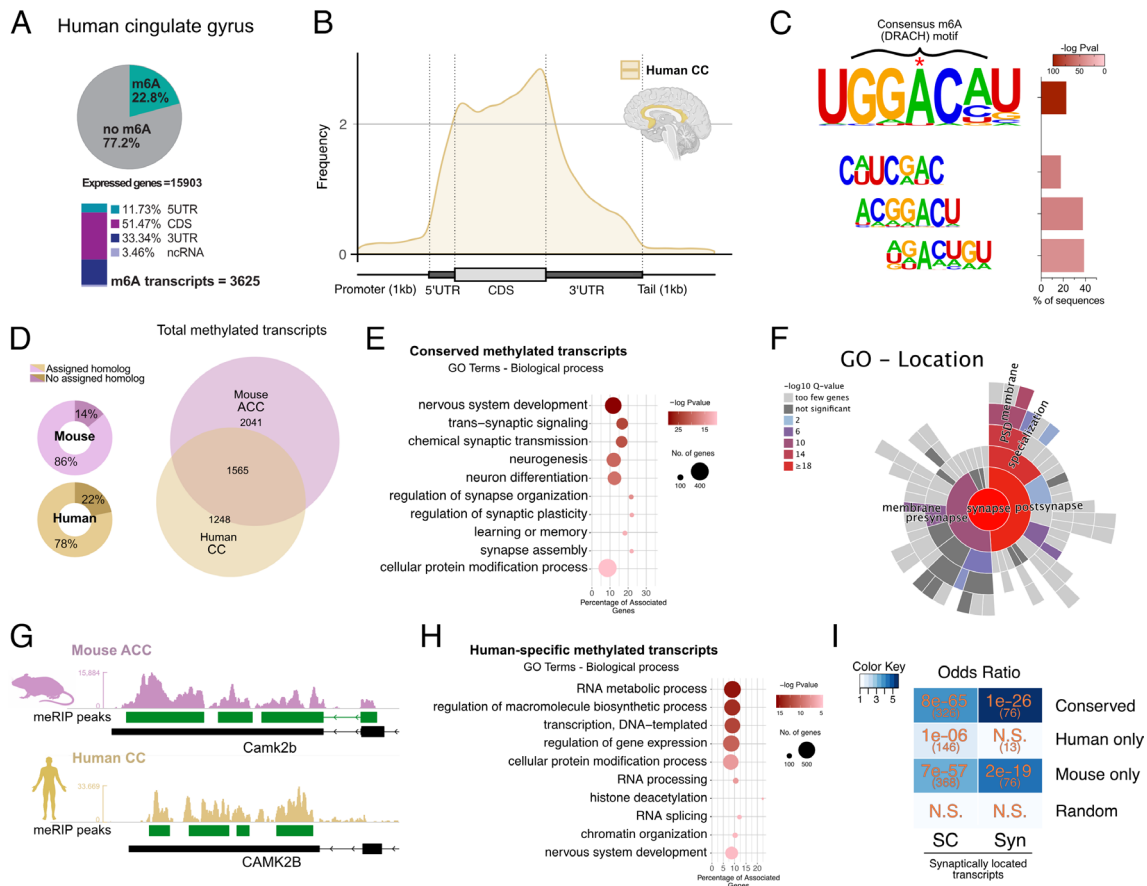 A
Human cingulate gyrus
m6A
22.8%
no m6A
77.2%
Expressed genes =15903
11.73% 5UTR
51.47% CDS
33.34% 3UTR
3.46% ncRNA
m6A transcripts = 3625
B
Human CC
Frequency
2
0
Promoter (1kb) 5'UTR CDS 3'UTR Tail (1kb)
C
Consensus m6A
(DRACH) motif
*
UGGACAU
CAUCGAC
ACGGACU
AGACUGU
-log Pval
100 50 0
0 20 40
% of sequences
D
Total methylated transcripts
Assigned homolog
No assigned homolog
14%
Mouse
86%
22%
Human
78%
Mouse
ACC
2041
1565
1248
Human
CC
E
Conserved methylated transcripts
GO Terms - Biological process
nervous system development
trans−synaptic signaling
chemical synaptic transmission
neurogenesis
neuron differentiation
regulation of synapse organization
regulation of synaptic plasticity
learning or memory
synapse assembly
cellular protein modification process
0 10 20 30
Percentage of Associated
Genes
−log Pvalue
25 15
No. of genes
100 400
F
GO – Location
-log10 Q-value
too few genes
not significant
2
6
10
14
≥18
membrane
PSD
specialization
membrane
presynapse
synapse
postsynapse
G
Mouse ACC
15.884
0
meRIP peaks
Camk2b
Human CC
33.669
0
meRIP peaks
CAMK2B
H
Human-specific methylated transcripts
GO Terms - Biological process
RNA metabolic process
regulation of macromolecule biosynthetic process
transcription, DNA−templated
regulation of gene expression
cellular protein modification process
RNA processing
histone deacetylation
RNA splicing
chromatin organization
nervous system development
0 5 10 15 20
Percentage of Associated
Genes
−log Pvalue
15 10 5
No. of genes
100 500
I
Color Key
1 2 3 4 5
Odds Ratio
8e-65
1e-26
(76)
Conserved
1e-06
(146)
N.S.
(13)
Human only
7e-57
(368)
2e-19
(76)
Mouse only
N.S.
N.S.
Random
SC Syn
Synaptically located
transcripts